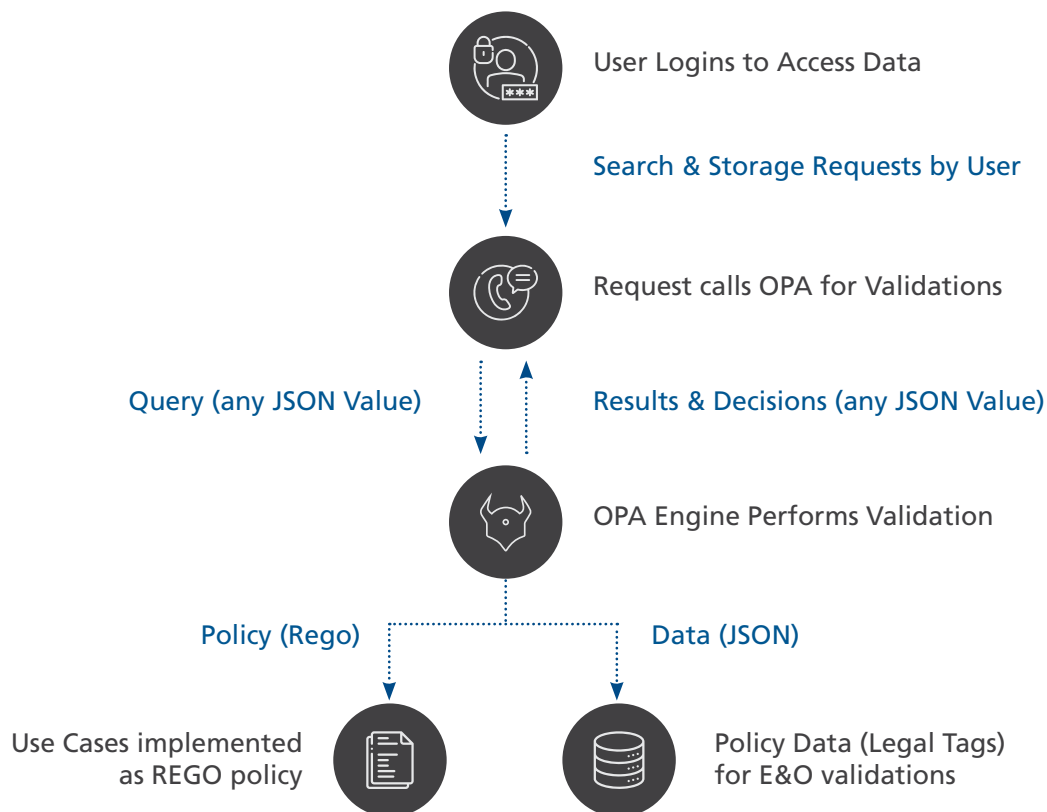 User Logins to Access Data
***
Search & Storage Requests by User
Request calls OPA for Validations
Query (any JSON Value)
Results & Decisions (any JSON Value)
OPA Engine Performs Validation
Policy (Rego)
Data (JSON)
Use Cases implemented
as REGO policy
Policy Data (Legal Tags)
for E&O validations